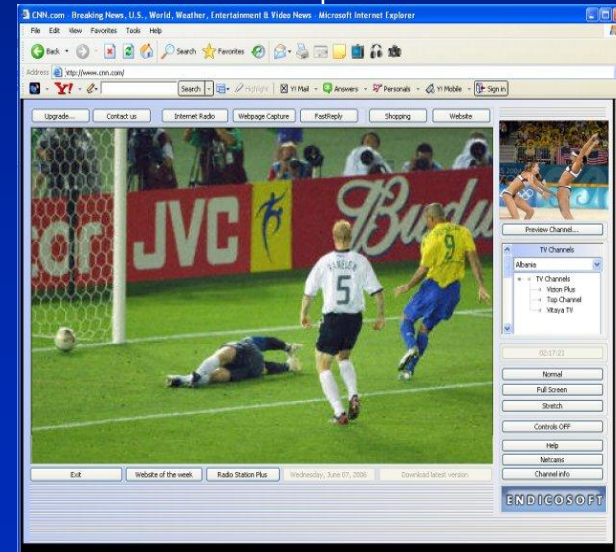 CNN.com - Breaking News, U.S., World, Weather, Entertainment & Video News - Microsoft Internet Explorer
File Edit View Favorites Tools Help
Back Search Favorites
Address http://www.cnn.com/
Y! Search Highlight Y! Mail Answers Personals Y! Mobile Sign in
Upgrade... Contact us Internet Radio Webpage Capture FastReply Shopping Website
JVC Budw
RAMELOW
5
9
Preview Channel...
TV Channels
Albania
TV Channels
Vizion Plus
Top Channel
Vitaya TV
02:17:21
Normal
Full Screen
Stretch
Controls OFF
Help
Netcams
Channel info
Exit Website of the week Radio Station Plus Wednesday, June 07, 2006 Download latest version
ENDICOSOFT